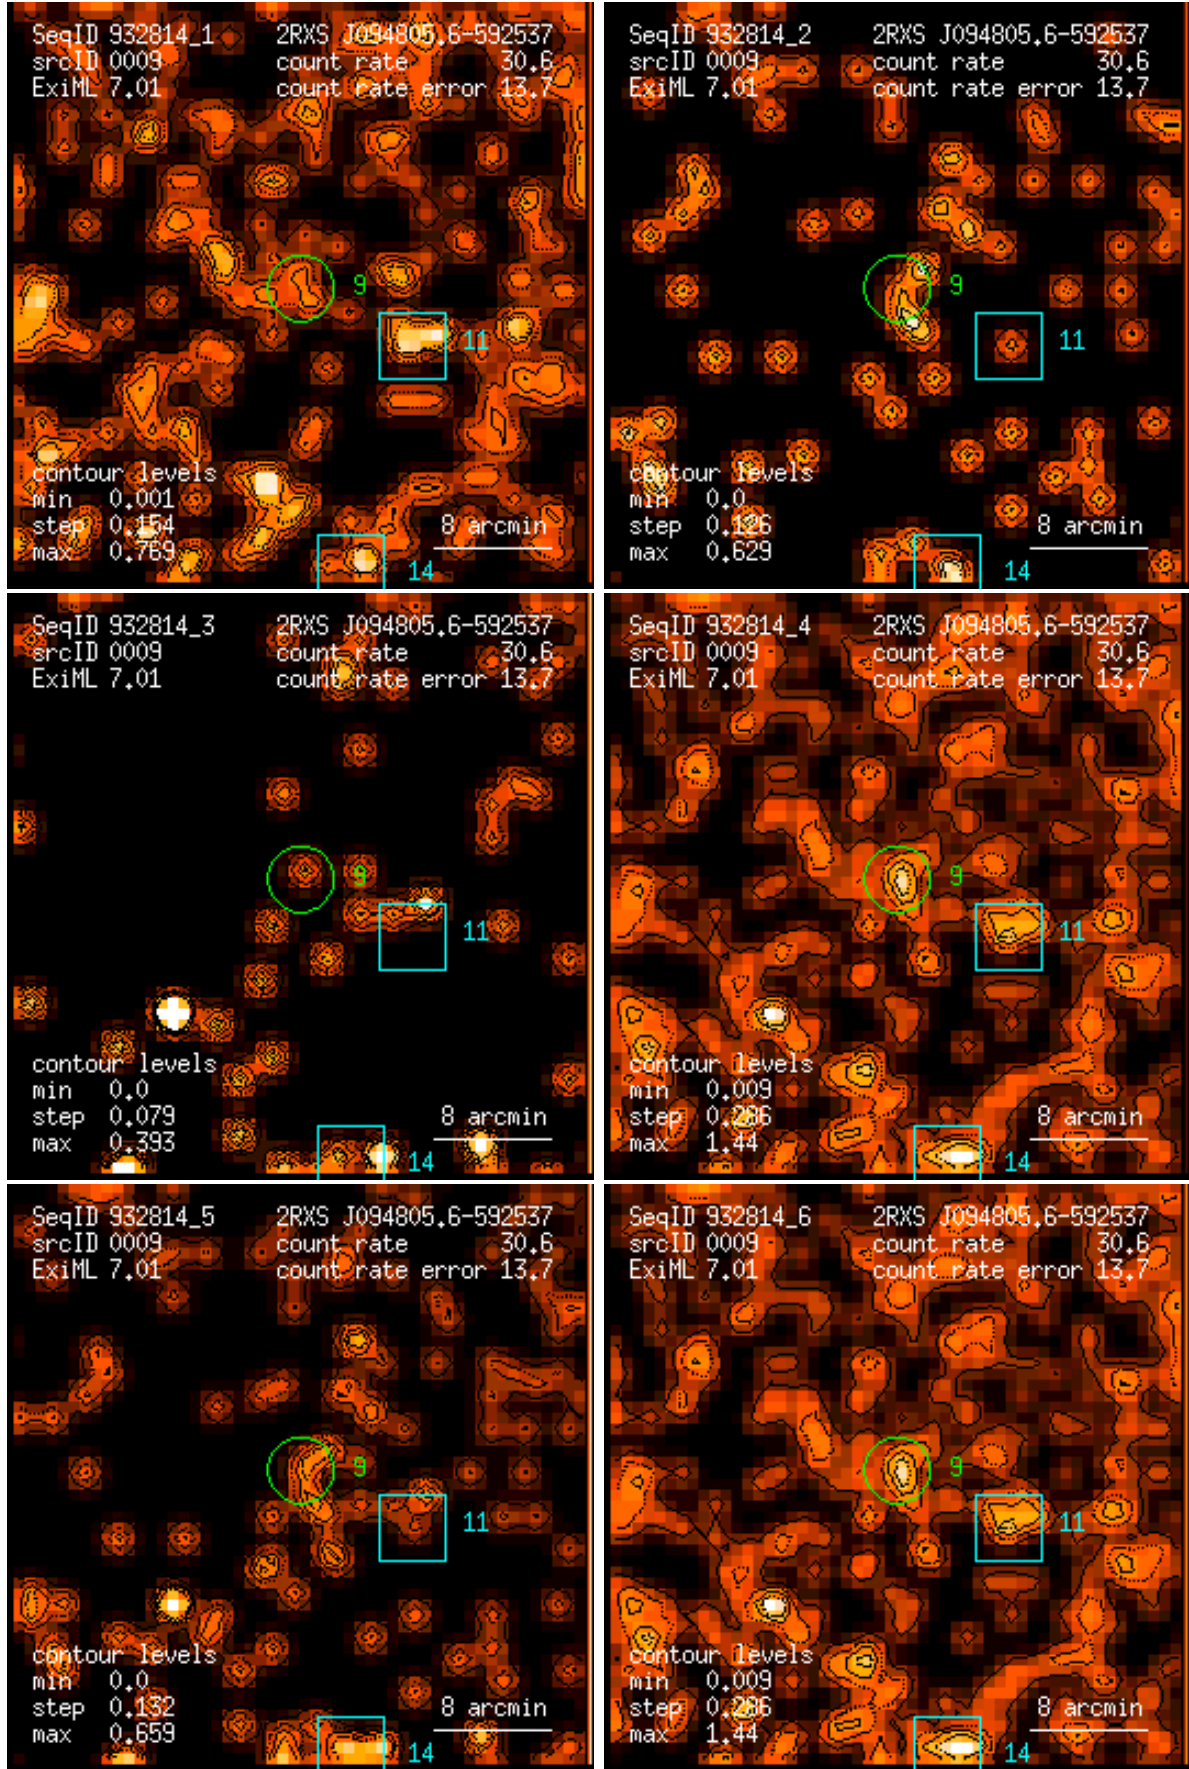 SeqID 932814_1 2RXS J094805.6-592537
srcID 0009 count rate 30.6
ExiML 7.01 count rate error 13.7
9
11
contour levels
min 0.001
step 0.154 8 arcmin
max 0.769
14
SeqID 932814_2 2RXS J094805.6-592537
srcID 0009 count rate 30.6
ExiML 7.01 count rate error 13.7
9
11
contour levels
min 0.0
step 0.126 8 arcmin
max 0.629
14
SeqID 932814_3 2RXS J094805.6-592537
srcID 0009 count rate 30.6
ExiML 7.01 count rate error 13.7
9
11
contour levels
min 0.0
step 0.079 8 arcmin
max 0.393
14
SeqID 932814_4 2RXS J094805.6-592537
srcID 0009 count rate 30.6
ExiML 7.01 count rate error 13.7
9
11
contour levels
min 0.009
step 0.286 8 arcmin
max 1.44
14
SeqID 932814_5 2RXS J094805.6-592537
srcID 0009 count rate 30.6
ExiML 7.01 count rate error 13.7
9
11
contour levels
min 0.0
step 0.132 8 arcmin
max 0.659
14
SeqID 932814_6 2RXS J094805.6-592537
srcID 0009 count rate 30.6
ExiML 7.01 count rate error 13.7
9
11
contour levels
min 0.009
step 0.286 8 arcmin
max 1.44
14